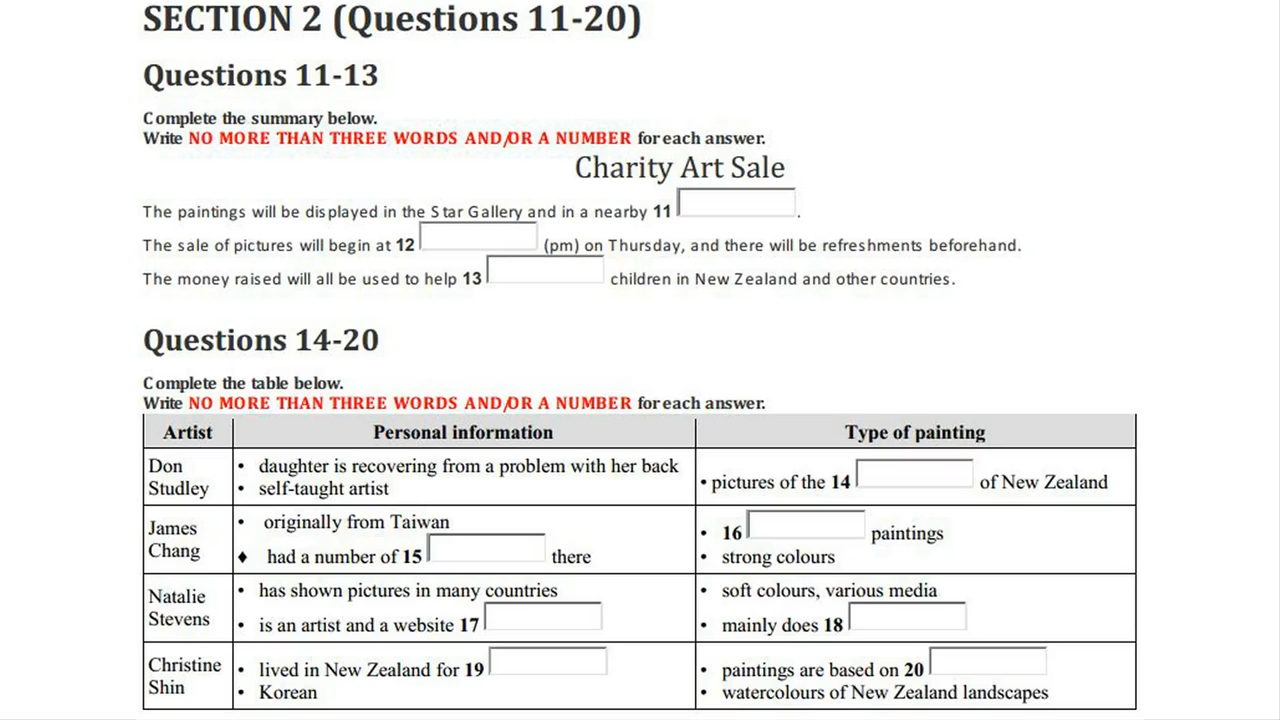 SECTION 2 (Questions 11-20)
Questions 11-13
Complete the summary below.
Write NO MORE THAN THREE WORDS AND/OR A NUMBER for each answer.
Charity Art Sale
The paintings will be displayed in the Star Gallery and in a nearby 11 .
The sale of pictures will begin at 12 (pm) on Thursday, and there will be refreshments beforehand.
The money raised will all be used to help 13 children in New Zealand and other countries.
Questions 14-20
Complete the table below.
Write NO MORE THAN THREE WORDS AND/OR A NUMBER for each answer.
Artist Personal information Type of painting
Don Studley
• daughter is recovering from a problem with her back
• self-taught artist
• pictures of the 14 of New Zealand
James Chang
• originally from Taiwan
♦ had a number of 15 there
• 16 paintings
• strong colours
Natalie Stevens
• has shown pictures in many countries
• is an artist and a website 17
• soft colours, various media
• mainly does 18
Christine Shin
• lived in New Zealand for 19
• Korean
• paintings are based on 20
• watercolours of New Zealand landscapes